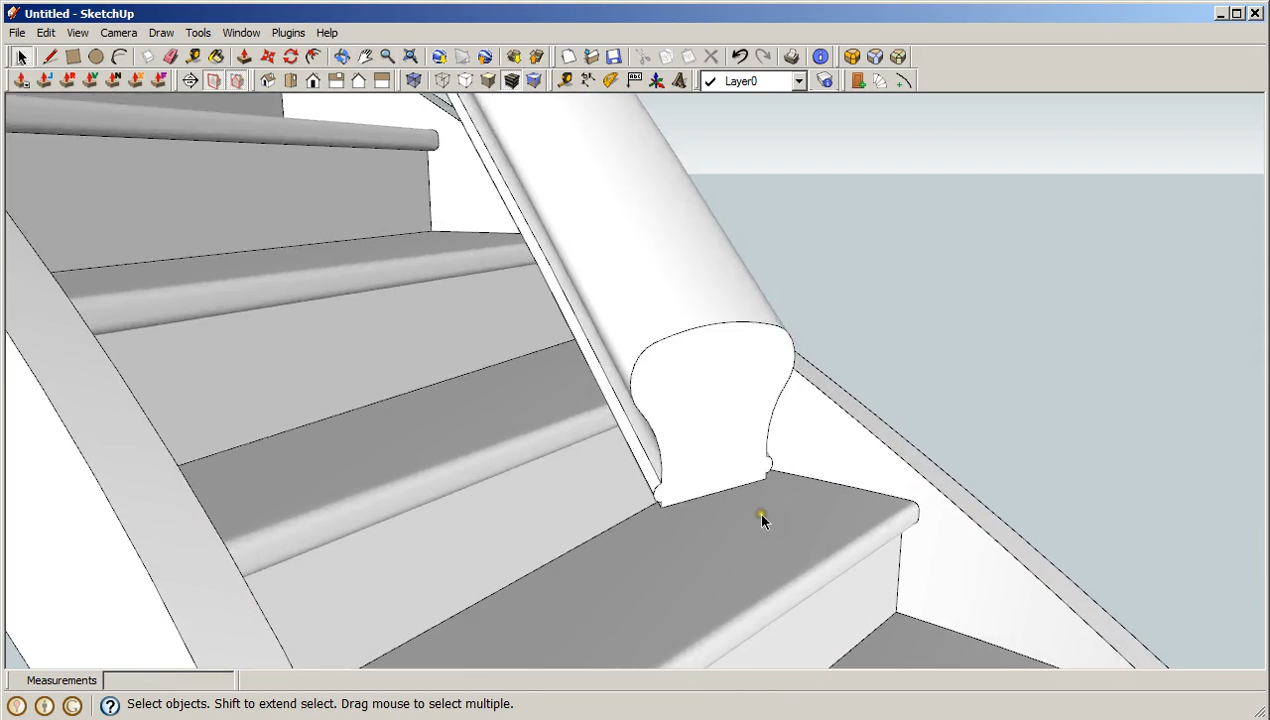 Untitled - SketchUp
File Edit View Camera Draw Tools Window Plugins Help
Layer0
Measurements
Select objects. Shift to extend select. Drag mouse to select multiple.